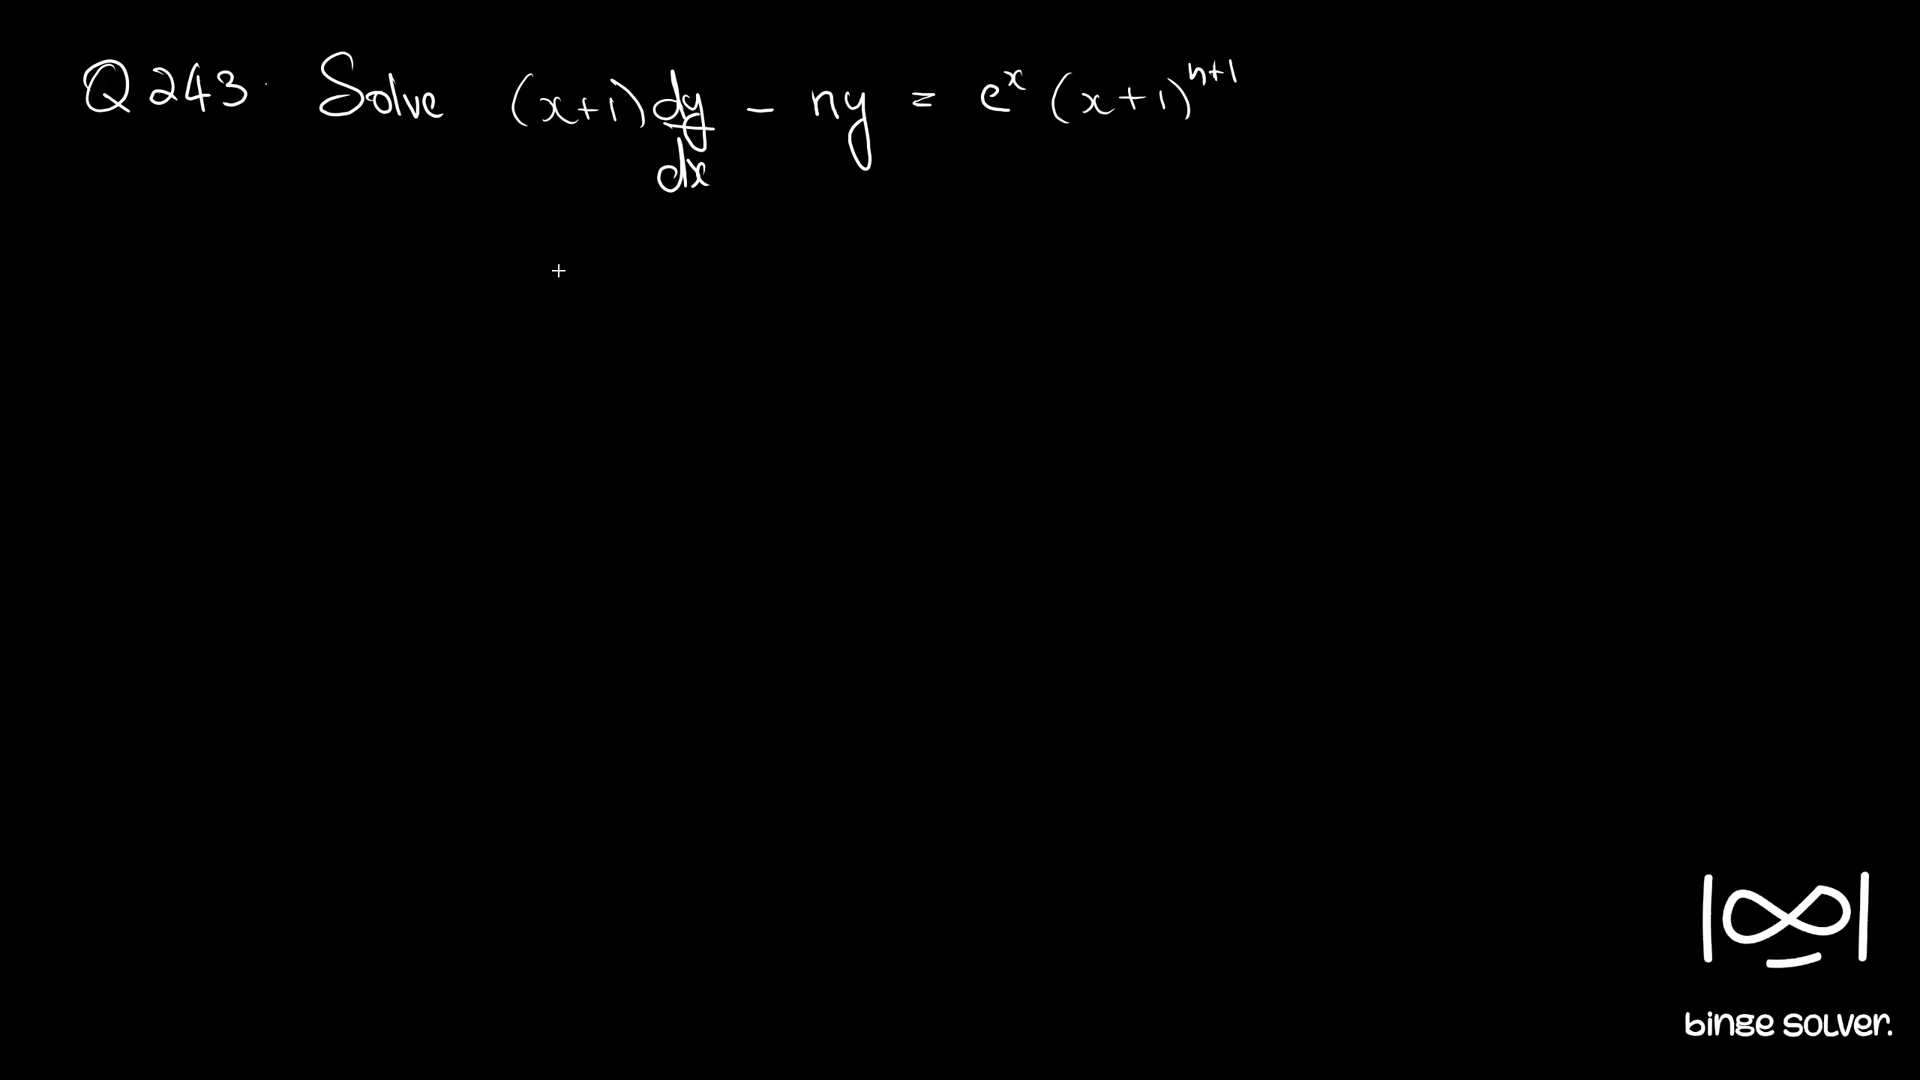 Q 243. Solve (x+1) dy/dx - ny = e^x (x+1)^{n+1}
binge solver.